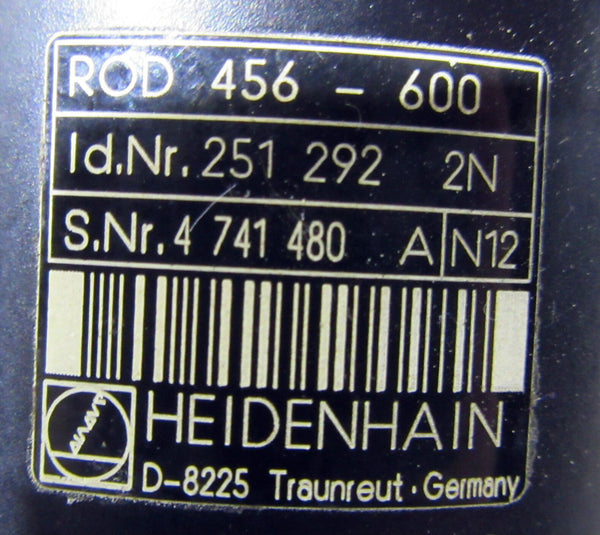 ROD 456 - 600
Id.Nr. 251 292 2N
S.Nr. 4 741 480 A N12
HEIDENHAIN
D-8225 Traunreut · Germany